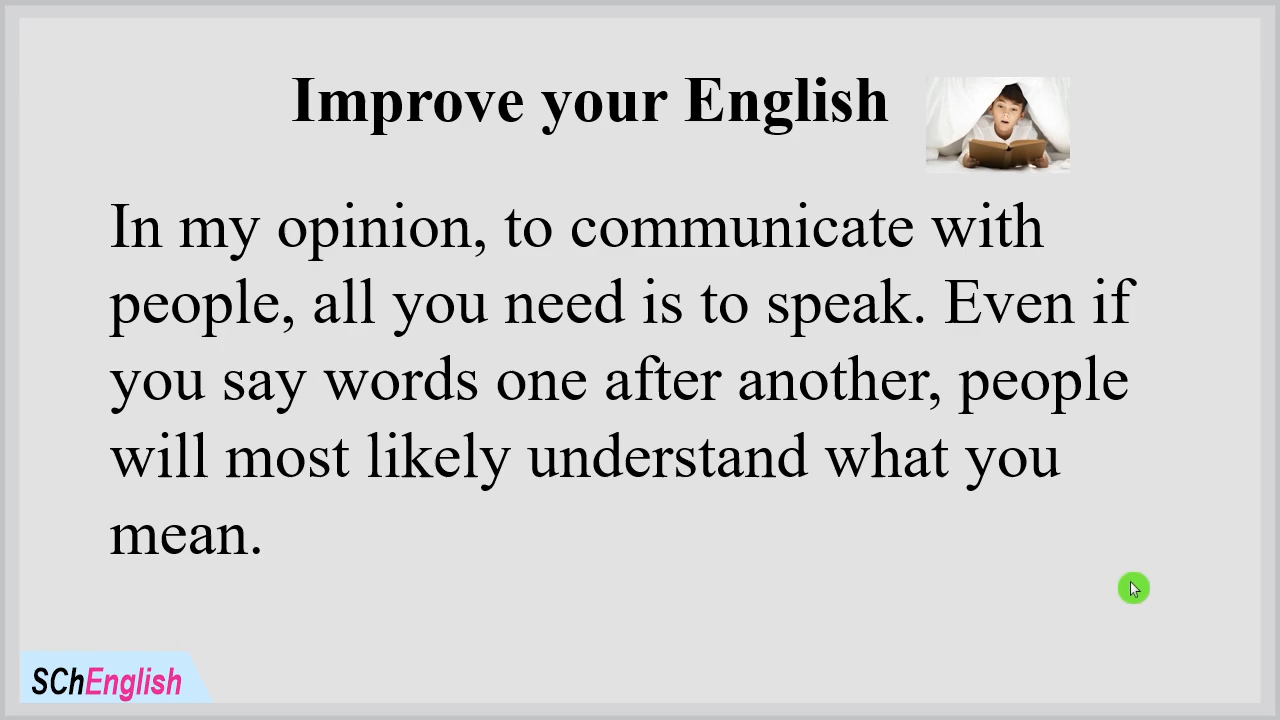 Improve your English
In my opinion, to communicate with
people, all you need is to speak. Even if
you say words one after another, people
will most likely understand what you
mean.
SChEnglish